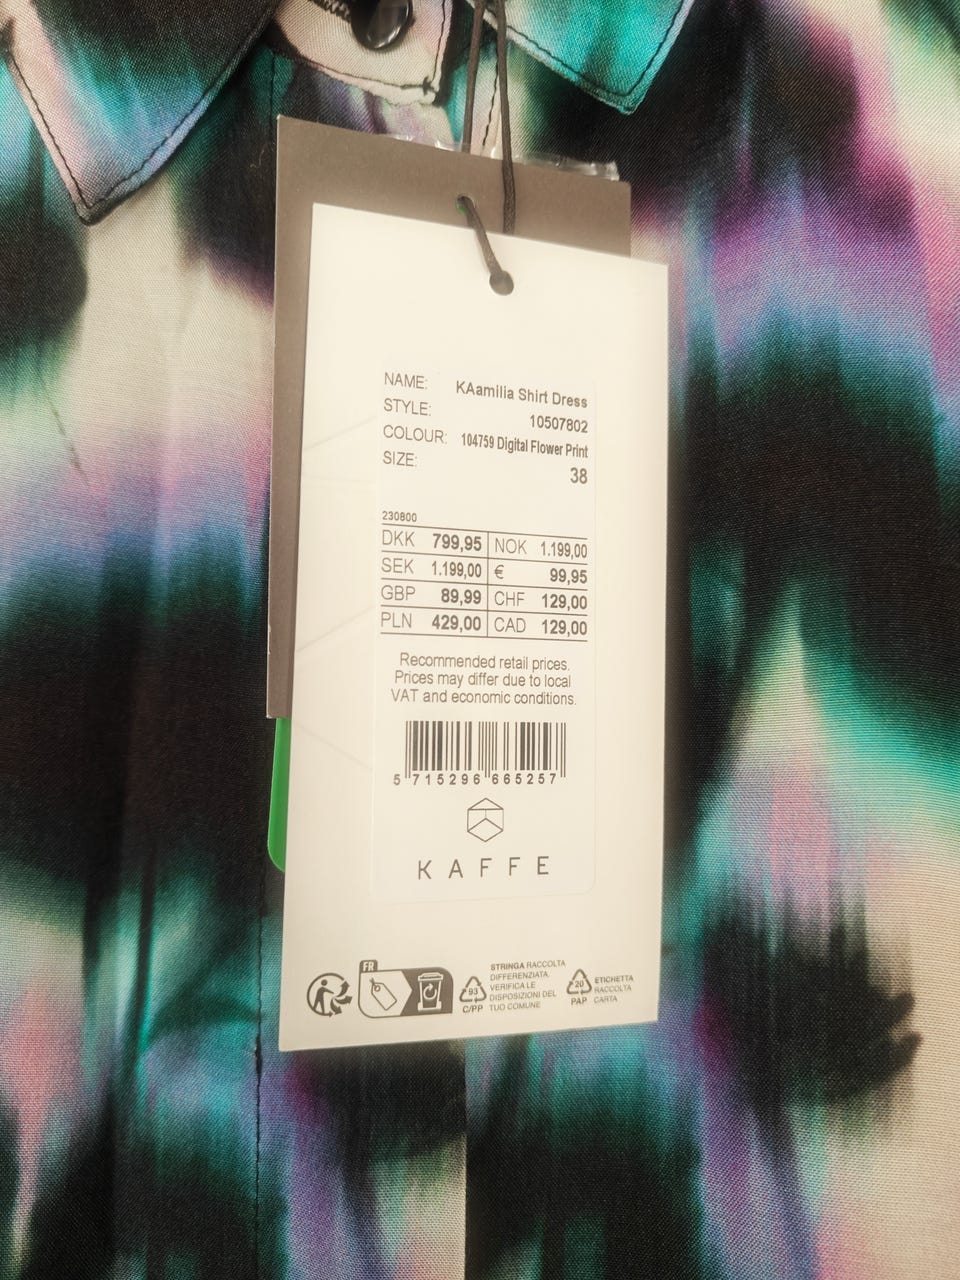 NAME: KAamilia Shirt Dress
STYLE: 10507802
COLOUR: 104759 Digital Flower Print
SIZE: 38
230800
DKK 799,95 NOK 1.199,00
SEK 1.199,00 € 99,95
GBP 89,99 CHF 129,00
PLN 429,00 CAD 129,00
Recommended retail prices.
Prices may differ due to local
VAT and economic conditions.
5 715296 665257
KAFFE
FR
93
C/PP
STRINGA RACCOLTA
DIFFERENZIATA.
VERIFICA LE
DISPOSIZIONI DEL
TUO COMUNE
20
PAP
ETICHETTA
RACCOLTA
CARTA